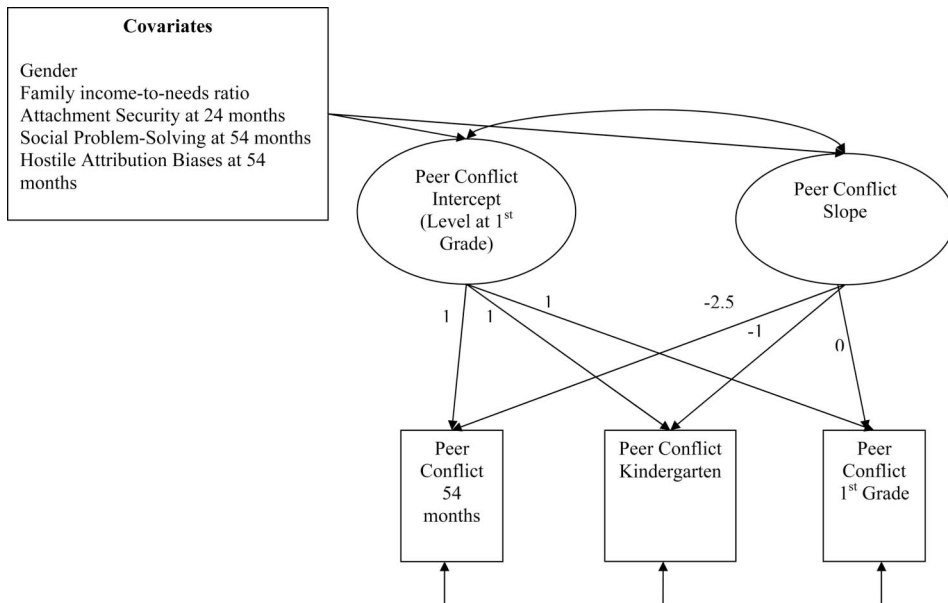 Covariates
Gender
Family income-to-needs ratio
Attachment Security at 24 months
Social Problem-Solving at 54 months
Hostile Attribution Biases at 54
months
Peer Conflict
Intercept
(Level at 1st
Grade)
Peer Conflict
Slope
1
1
1
-2.5
-1
0
Peer
Conflict
54
months
Peer Conflict
Kindergarten
Peer
Conflict
1st Grade